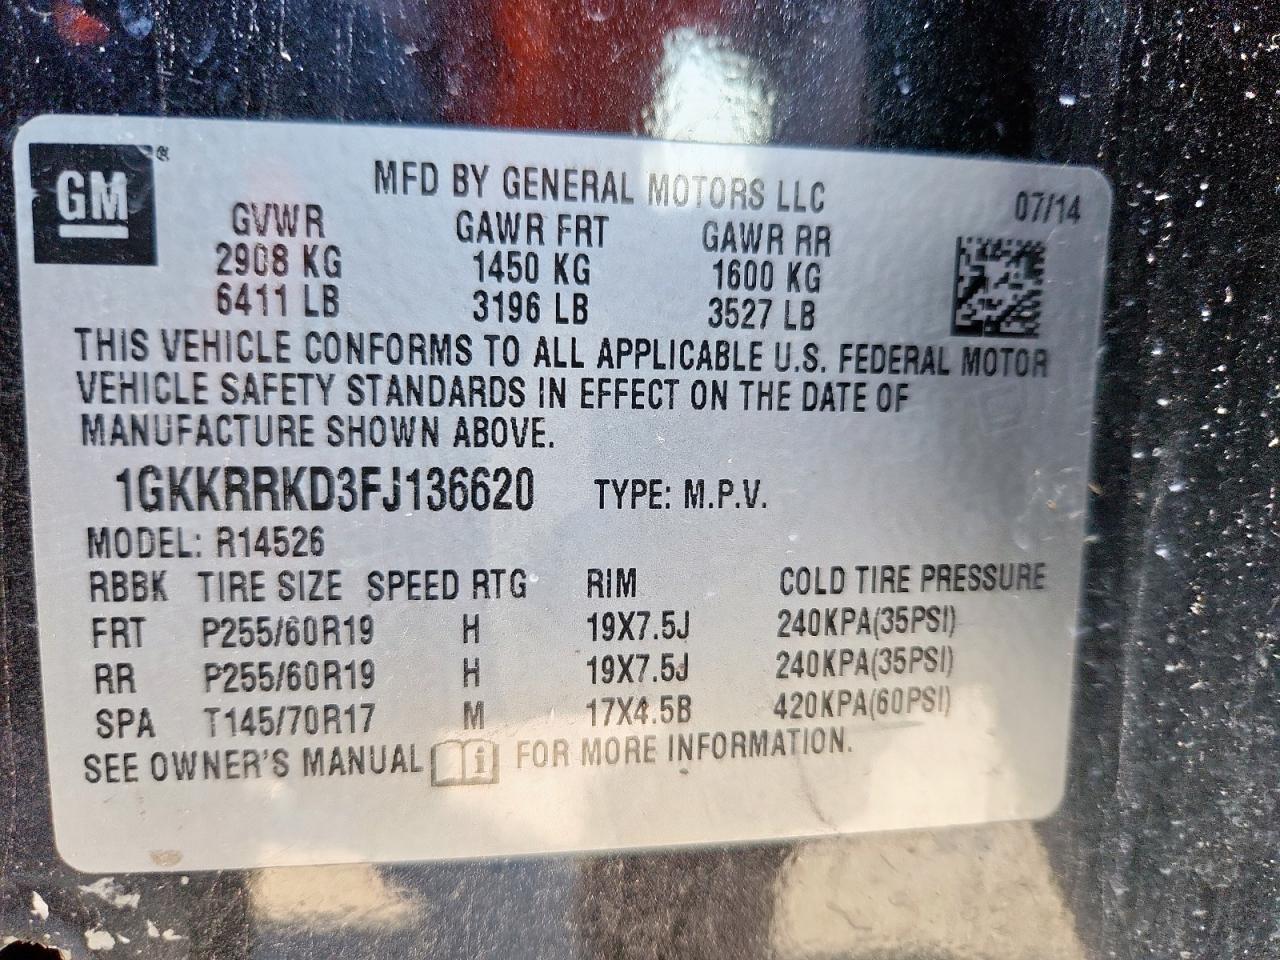 GM®
MFD BY GENERAL MOTORS LLC
07/14
GVWR GAWR FRT GAWR RR
2908 KG 1450 KG 1600 KG
6411 LB 3196 LB 3527 LB
THIS VEHICLE CONFORMS TO ALL APPLICABLE U.S. FEDERAL MOTOR
VEHICLE SAFETY STANDARDS IN EFFECT ON THE DATE OF
MANUFACTURE SHOWN ABOVE.
1GKKRRKD3FJ136620 TYPE: M.P.V.
MODEL: R14526
RBBK TIRE SIZE SPEED RTG RIM COLD TIRE PRESSURE
FRT P255/60R19 H 19X7.5J 240KPA(35PSI)
RR P255/60R19 H 19X7.5J 240KPA(35PSI)
SPA T145/70R17 M 17X4.5B 420KPA(60PSI)
SEE OWNER'S MANUAL i FOR MORE INFORMATION.